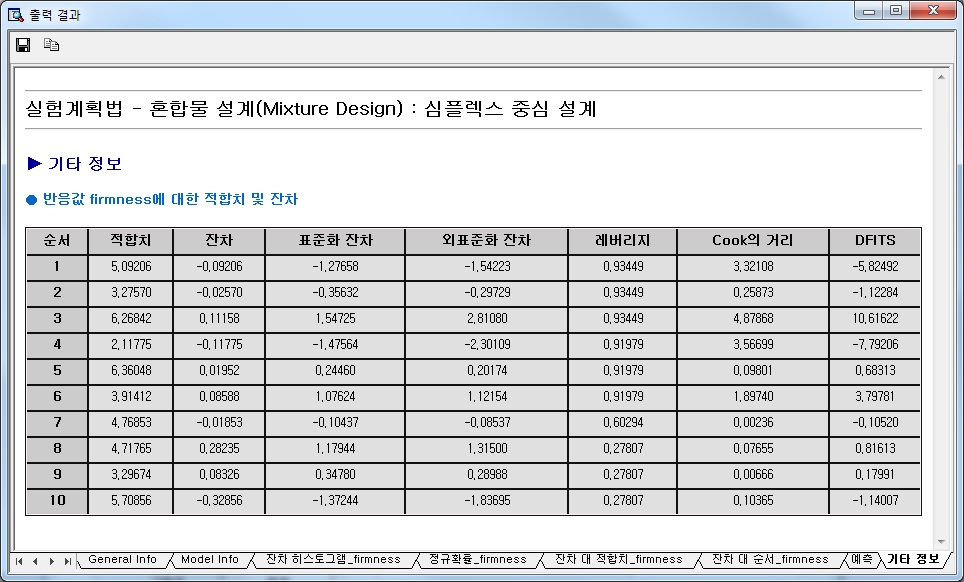 출력 결과
실험계획법 - 혼합물 설계(Mixture Design) : 심플렉스 중심 설계
▶ 기타 정보
● 반응값 firmness에 대한 적합치 및 잔차
순서 적합치 잔차 표준화 잔차 외표준화 잔차 레버리지 Cook의 거리 DFITS
1 5,09206 -0,09206 -1,27658 -1,54223 0,93449 3,32108 -5,82492
2 3,27570 -0,02570 -0,35632 -0,29729 0,93449 0,25873 -1,12284
3 6,26842 0,11158 1,54725 2,81080 0,93449 4,87868 10,61622
4 2,11775 -0,11775 -1,47564 -2,30109 0,91979 3,56699 -7,79206
5 6,36048 0,01952 0,24460 0,20174 0,91979 0,09801 0,68313
6 3,91412 0,08588 1,07624 1,12154 0,91979 1,89740 3,79781
7 4,76853 -0,01853 -0,10437 -0,08537 0,60294 0,00236 -0,10520
8 4,71765 0,28235 1,17944 1,31500 0,27807 0,07655 0,81613
9 3,29674 0,08326 0,34780 0,28988 0,27807 0,00666 0,17991
10 5,70856 -0,32856 -1,37244 -1,83695 0,27807 0,10365 -1,14007
General Info Model Info 잔차 히스토그램_firmness 정규확률_firmness 잔차 대 적합치_firmness 잔차 대 순서_firmness 예측 기타 정보